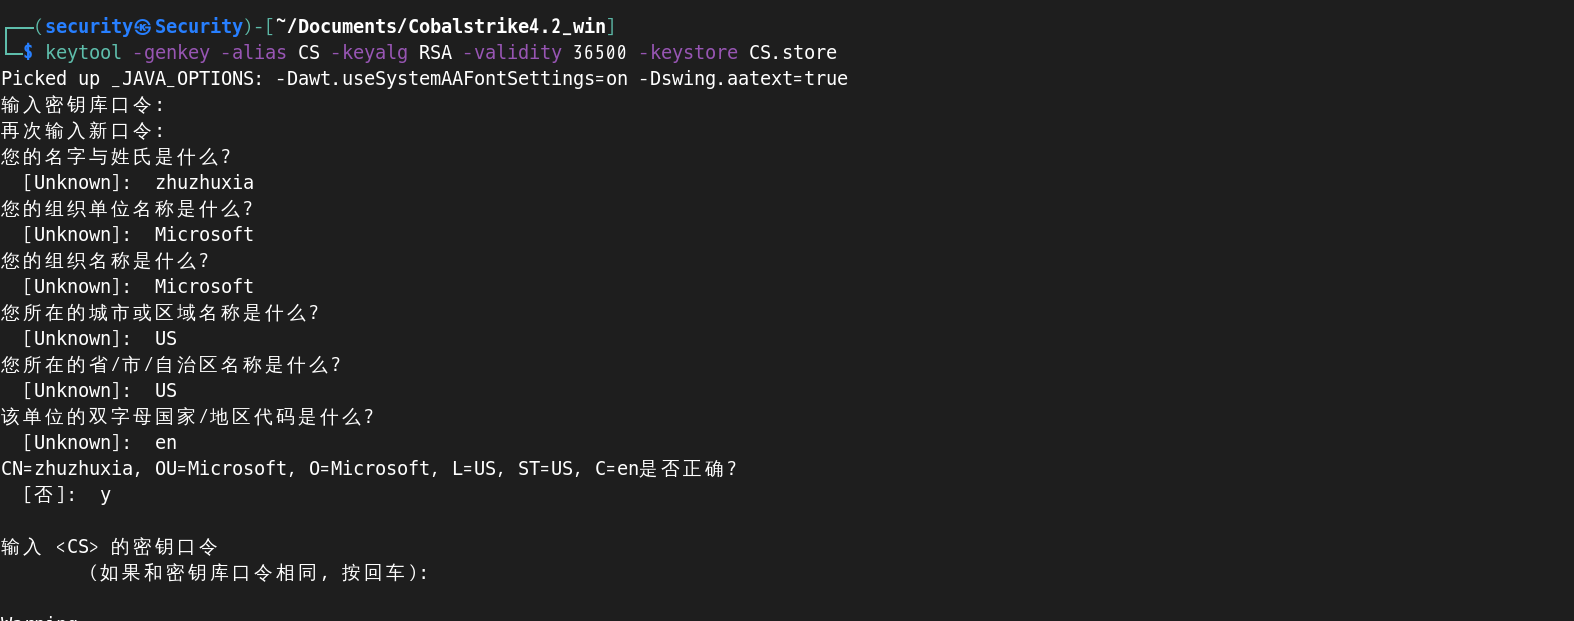 (security㉿Security)-[~/Documents/Cobalstrike4.2_win]
$ keytool -genkey -alias CS -keyalg RSA -validity 36500 -keystore CS.store
Picked up _JAVA_OPTIONS: -Dawt.useSystemAAFontSettings=on -Dswing.aatext=true
输入密钥库口令:
再次输入新口令:
您的名字与姓氏是什么?
[Unknown]: zhuzhuxia
您的组织单位名称是什么?
[Unknown]: Microsoft
您的组织名称是什么?
[Unknown]: Microsoft
您所在的城市或区域名称是什么?
[Unknown]: US
您所在的省/市/自治区名称是什么?
[Unknown]: US
该单位的双字母国家/地区代码是什么?
[Unknown]: en
CN=zhuzhuxia, OU=Microsoft, O=Microsoft, L=US, ST=US, C=en是否正确?
[否]: y
输入 <CS> 的密钥口令
(如果和密钥库口令相同, 按回车):